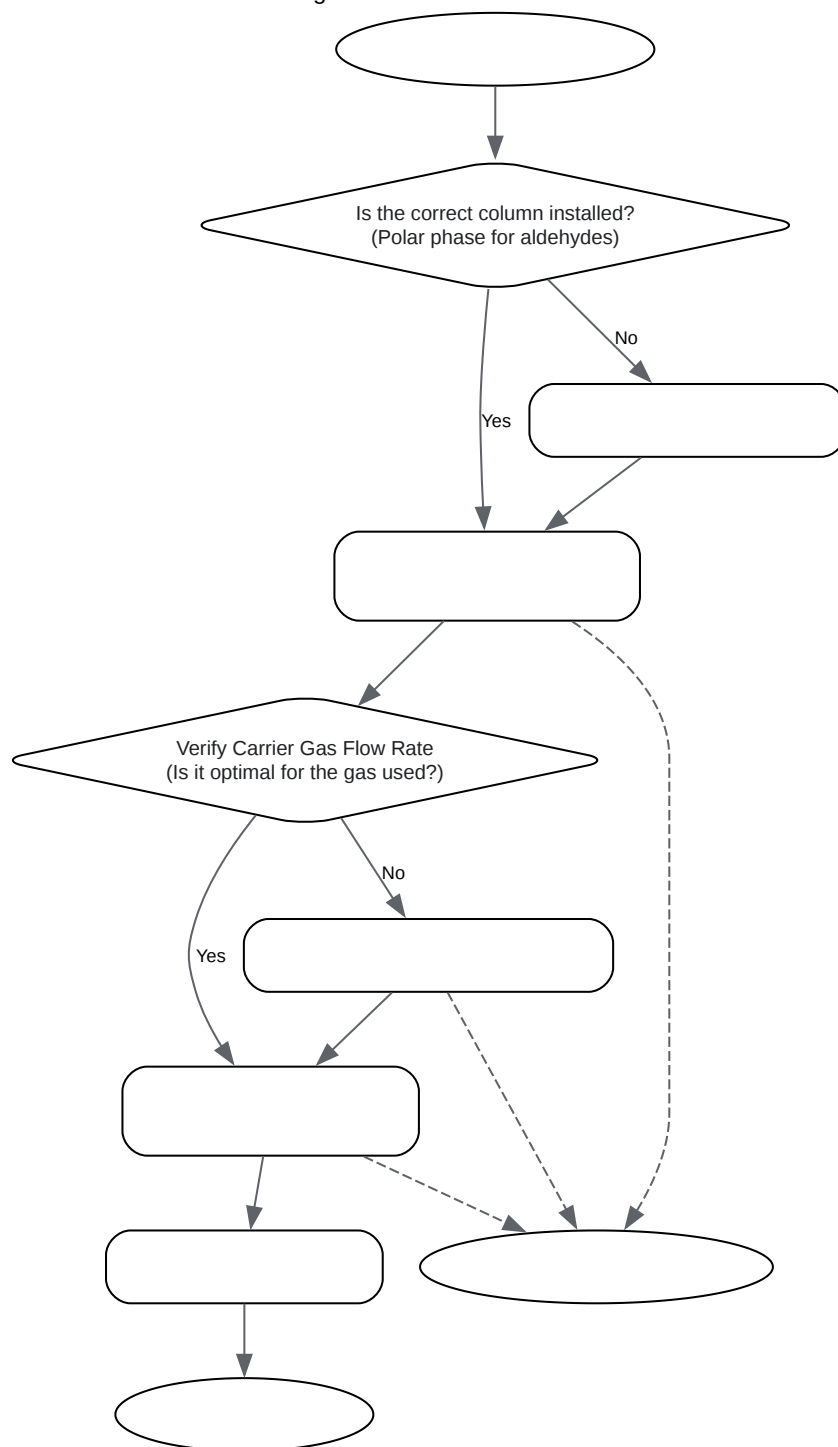 Is the correct column installed?
(Polar phase for aldehydes)
No
Yes
Verify Carrier Gas Flow Rate
(Is it optimal for the gas used?)
No
Yes